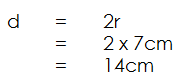 d = 2r
= 2 x 7cm
= 14cm